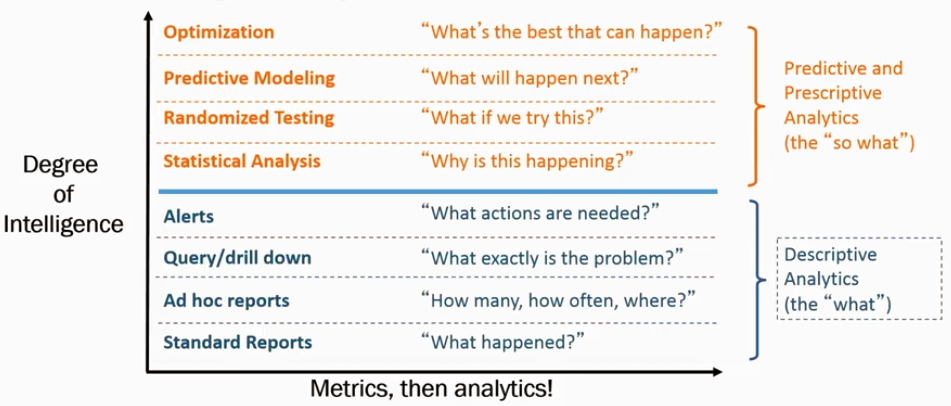 Optimization “What's the best that can happen?”
Predictive Modeling “What will happen next?”
Randomized Testing “What if we try this?”
Statistical Analysis “Why is this happening?”
Predictive and
Prescriptive
Analytics
(the “so what”)
Degree
of
Intelligence
Alerts “What actions are needed?”
Query/drill down “What exactly is the problem?”
Ad hoc reports “How many, how often, where?”
Standard Reports “What happened?”
Descriptive
Analytics
(the “what”)
Metrics, then analytics!